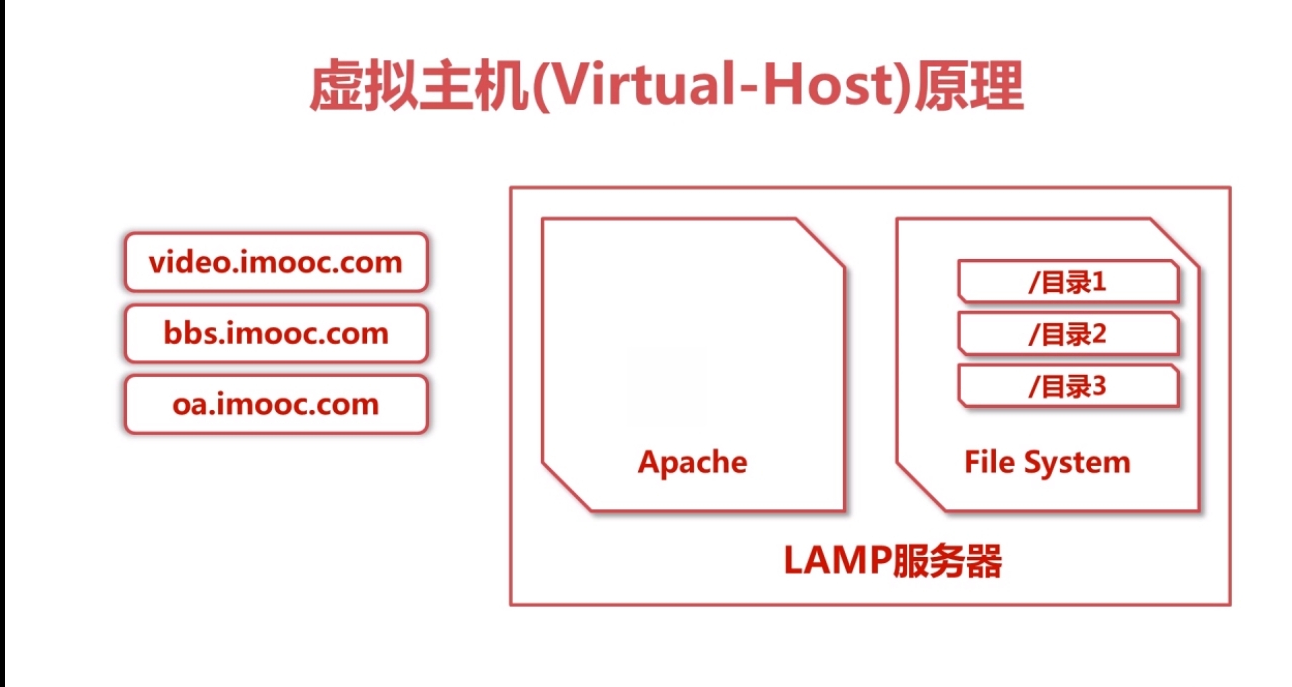 虚拟主机(Virtual-Host)原理
video.imooc.com
bbs.imooc.com
oa.imooc.com
Apache
/目录1
/目录2
/目录3
File System
LAMP服务器